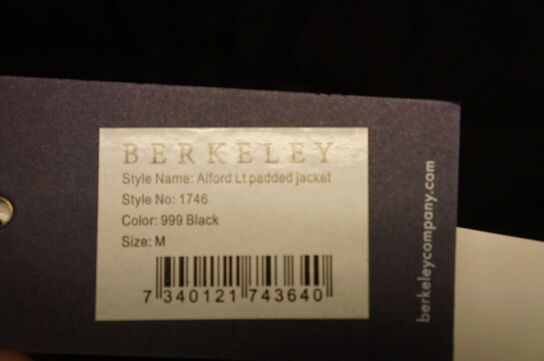 BERKELEY
Style Name: Alford Lt padded jacket
Style No: 1746
Color: 999 Black
Size: M
7 340121 743640
berkeleycompany.com